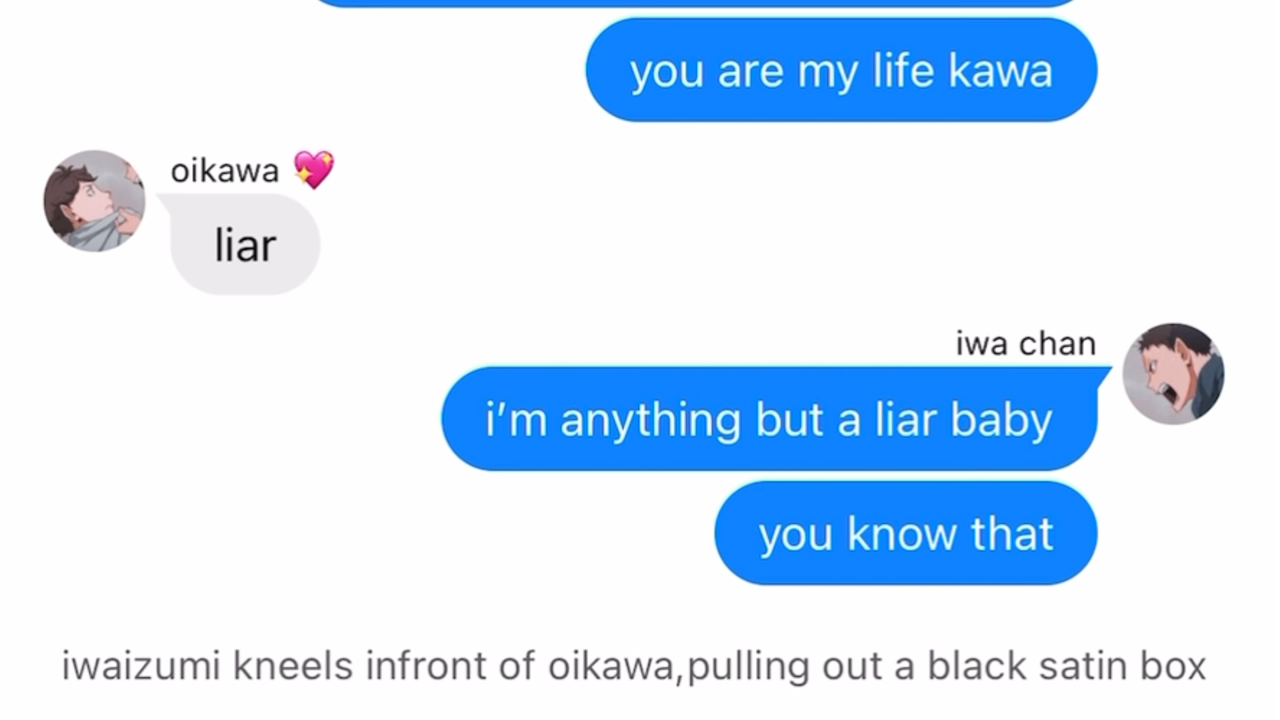 you are my life kawa
oikawa 💖
liar
iwa chan
i’m anything but a liar baby
you know that
iwaizumi kneels infront of oikawa,pulling out a black satin box